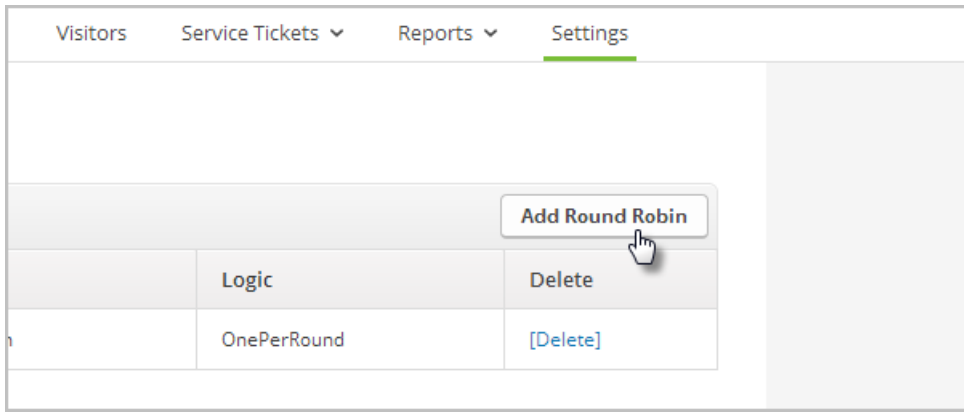 Visitors Service Tickets Reports Settings
Add Round Robin
Logic Delete
OnePerRound [Delete]